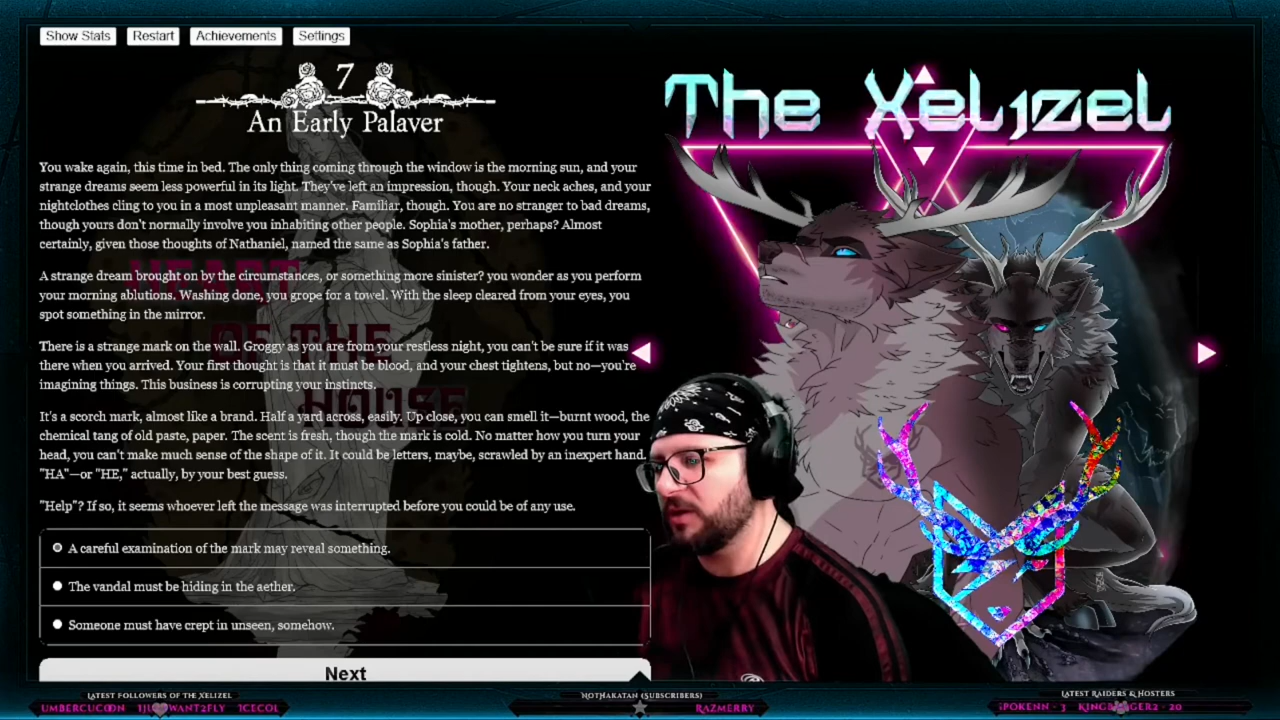 Show Stats Restart Achievements Settings
7
An Early Palaver
The Xelizel
You wake again, this time in bed. The only thing coming through the window is the morning sun, and your
strange dreams seem less powerful in its light. They've left an impression, though. Your neck aches, and your
nightclothes cling to you in a most unpleasant manner. Familiar, though. You are no stranger to bad dreams,
though yours don't normally involve you inhabiting other people. Sophia's mother, perhaps? Almost
certainly, given those thoughts of Nathaniel, named the same as Sophia's father.
A strange dream brought on by the circumstances, or something more sinister? you wonder as you perform
your morning ablutions. Washing done, you grope for a towel. With the sleep cleared from your eyes, you
spot something in the mirror.
There is a strange mark on the wall. Groggy as you are from your restless night, you can't be sure if it was
there when you arrived. Your first thought is that it must be blood, and your chest tightens, but no—you're
imagining things. This business is corrupting your instincts.
It's a scorch mark, almost like a brand. Half a yard across, easily. Up close, you can smell it—burnt wood, the
chemical tang of old paste, paper. The scent is fresh, though the mark is cold. No matter how you turn your
head, you can't make much sense of the shape of it. It could be letters, maybe, scrawled by an inexpert hand.
"HA"—or "HE," actually, by your best guess.
"Help"? If so, it seems whoever left the message was interrupted before you could be of any use.
HEART
OF THE
HOUSE
A careful examination of the mark may reveal something.
The vandal must be hiding in the aether.
Someone must have crept in unseen, somehow.
Next
Latest Followers of The Xelizel
NotHakatan (Subscribers)
Latest Raiders & Hosters
UMBERCUCOON WANT2FLY ICECOL
RAZMERRY
SPOKENN - 3 - 20